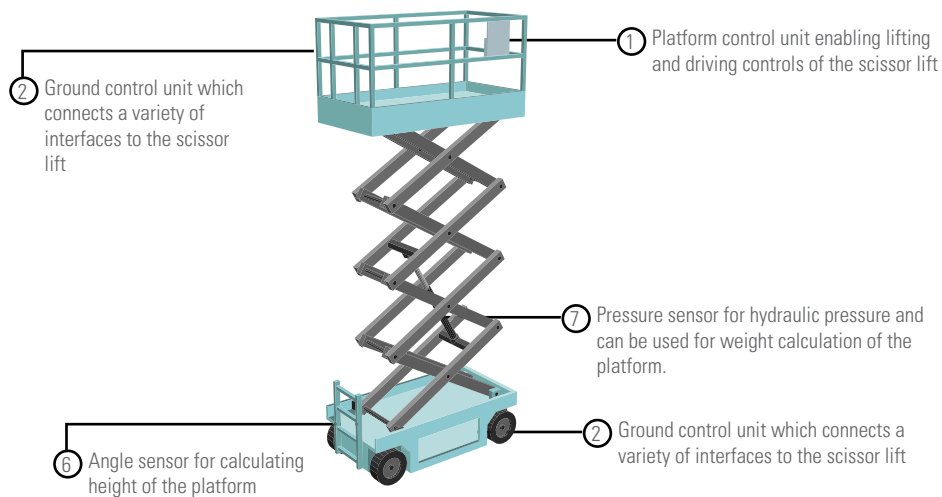 1 Platform control unit enabling lifting
and driving controls of the scissor lift
2 Ground control unit which
connects a variety of
interfaces to the scissor
lift
7 Pressure sensor for hydraulic pressure and
can be used for weight calculation of the
platform.
2 Ground control unit which connects a
variety of interfaces to the scissor lift
6 Angle sensor for calculating
height of the platform